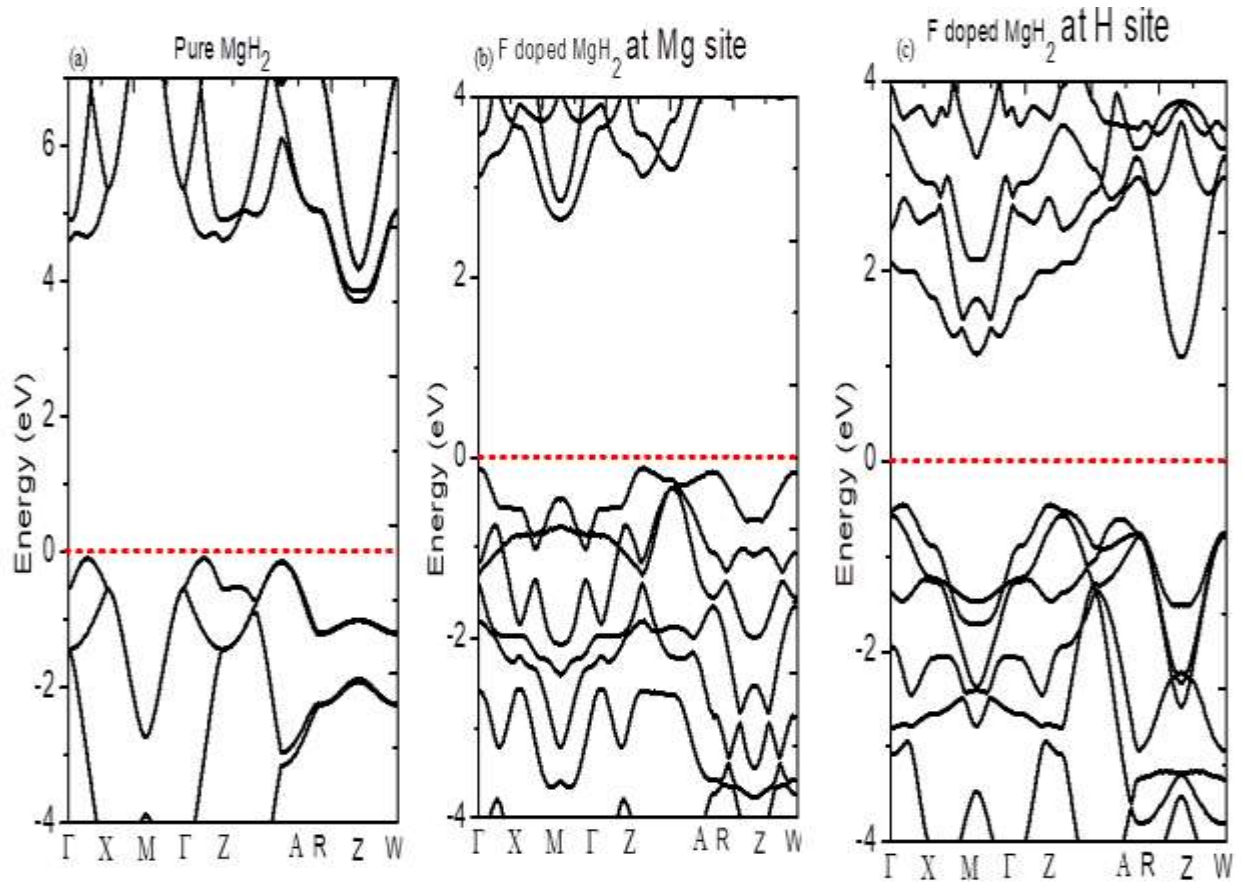 (a) Pure MgH2
6
4
2
0
-2
-4
Energy (eV)
Γ X M Γ Z A R Z W
(b) F doped MgH2 at Mg site
4
2
0
-2
-4
Energy (eV)
Γ X M Γ Z A R Z W
(c) F doped MgH2 at H site
4
2
0
-2
-4
Energy (eV)
Γ X M Γ Z A R Z W